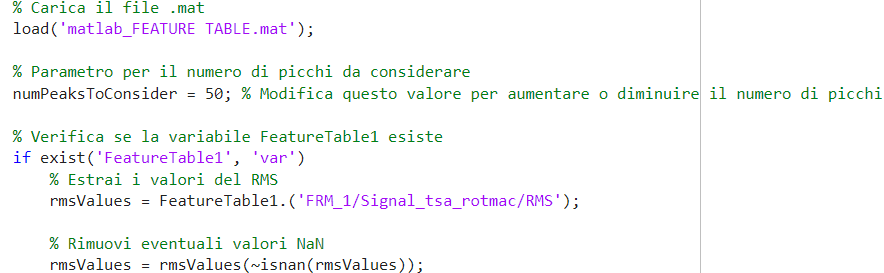 % Carica il file .mat
load('matlab_FEATURE TABLE.mat');
% Parametro per il numero di picchi da considerare
numPeaksToConsider = 50; % Modifica questo valore per aumentare o diminuire il numero di picchi
% Verifica se la variabile FeatureTable1 esiste
if exist('FeatureTable1', 'var')
    % Estrai i valori del RMS
    rmsValues = FeatureTable1.('FRM_1/Signal_tsa_rotmac/RMS');
    % Rimuovi eventuali valori NaN
    rmsValues = rmsValues(~isnan(rmsValues));